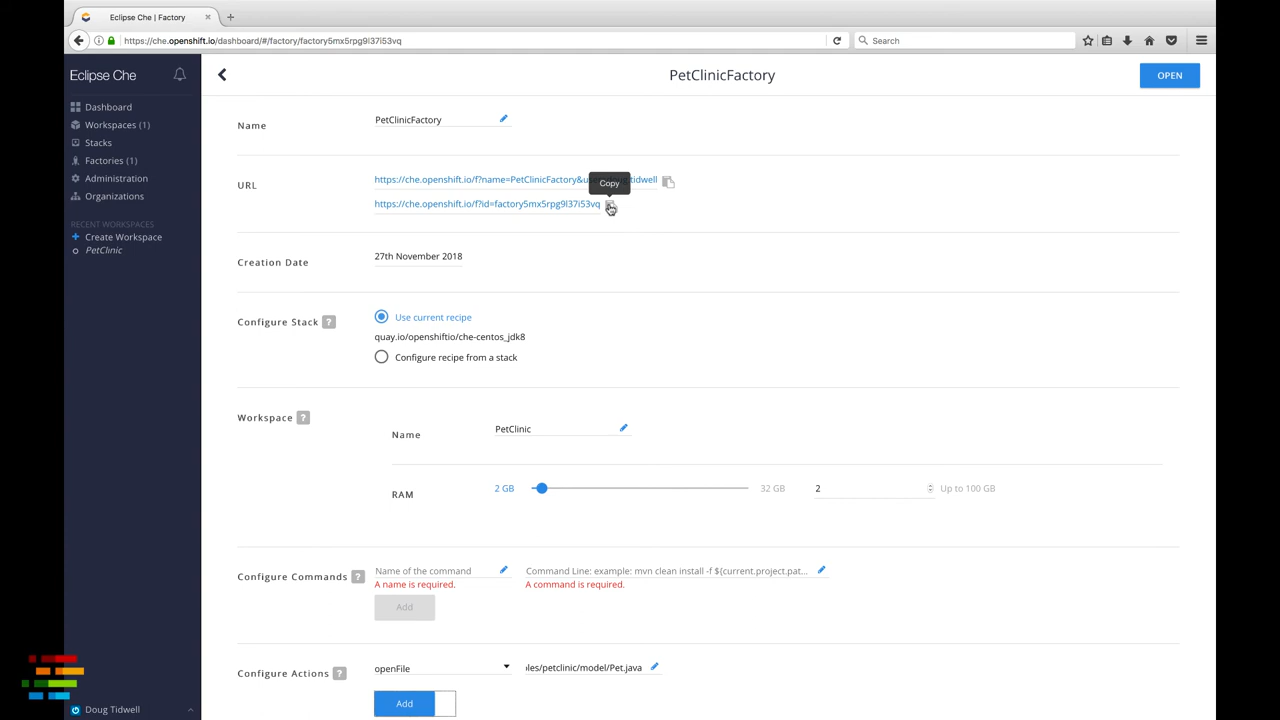 Eclipse Che | Factory
https://che.openshift.io/dashboard/#/factory/factory5mx5rpg9l37i53vq
Search
Eclipse Che
PetClinicFactory
OPEN
Dashboard
Workspaces (1)
Stacks
Factories (1)
Administration
Organizations
RECENT WORKSPACES
Create Workspace
PetClinic
Name
PetClinicFactory
URL
https://che.openshift.io/f?name=PetClinicFactory&us tidwell
Copy
https://che.openshift.io/f?id=factory5mx5rpg9l37i53vq
Creation Date
27th November 2018
Configure Stack ?
Use current recipe
quay.io/openshiftio/che-centos_jdk8
Configure recipe from a stack
Workspace ?
Name
PetClinic
RAM
2 GB
32 GB
2
Up to 100 GB
Configure Commands ?
Name of the command
Command Line: example: mvn clean install -f ${current.project.pat...
A name is required.
A command is required.
Add
Configure Actions ?
openFile
les/petclinic/model/Pet.java
Add
Doug Tidwell